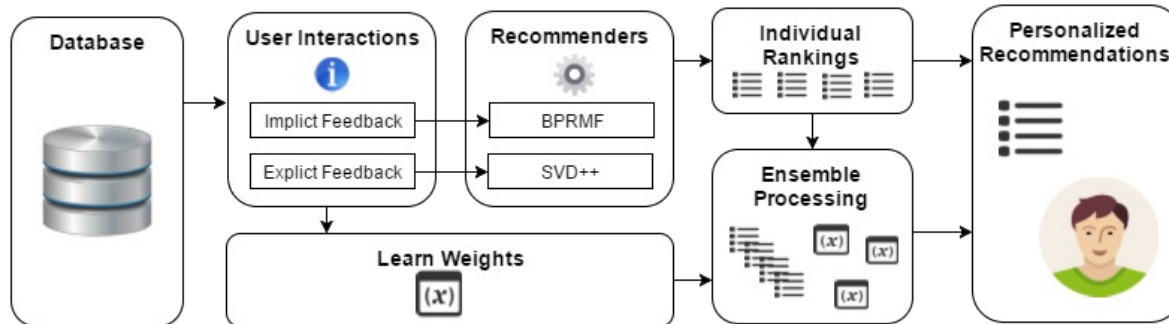 Database
User Interactions
i
Implict Feedback
Explict Feedback
Recommenders
BPRMF
SVD++
Learn Weights
(x)
Individual
Rankings
Ensemble
Processing
(x)
(x)
(x)
Personalized
Recommendations